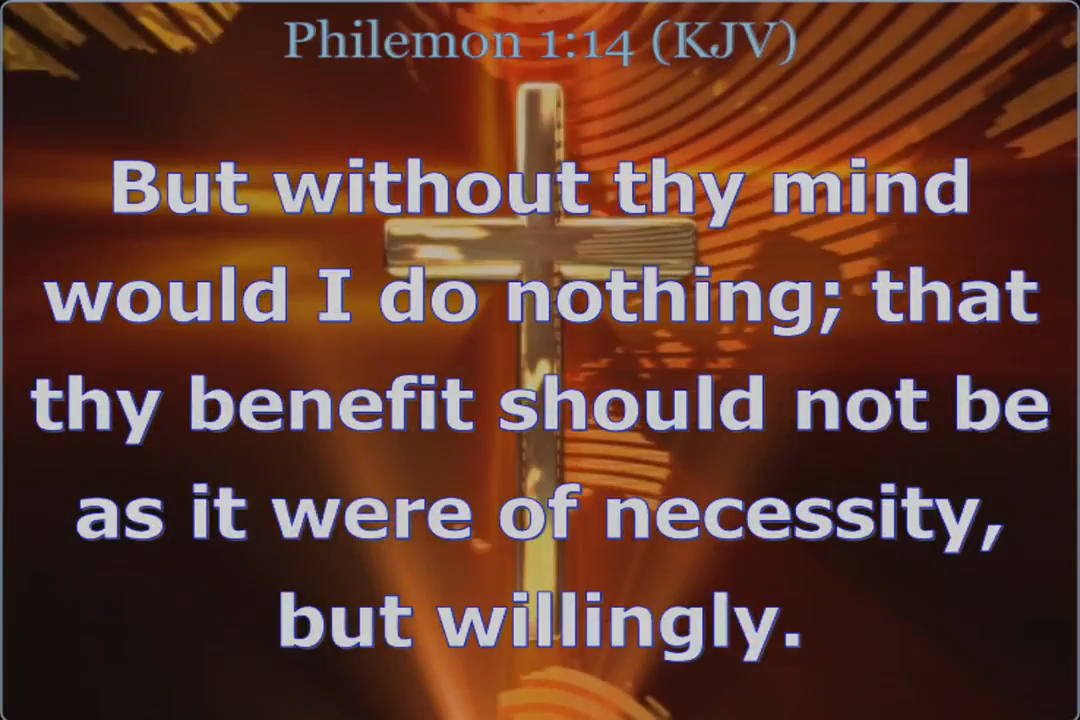 Philemon 1:14 (KJV)
But without thy mind
would I do nothing; that
thy benefit should not be
as it were of necessity,
but willingly.